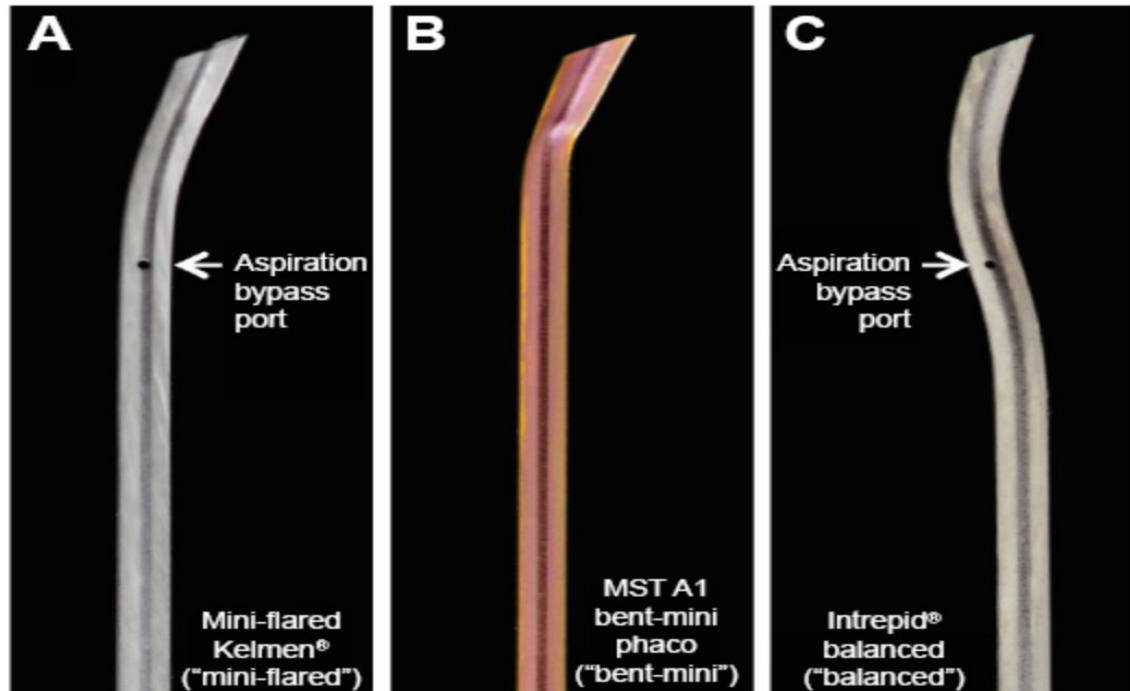 A
Aspiration
bypass
port
Mini-flared
Kelmen®
("mini-flared")
B
MST A1
bent-mini
phaco
("bent-mini")
C
Aspiration
bypass
port
Intrepid®
balanced
("balanced")